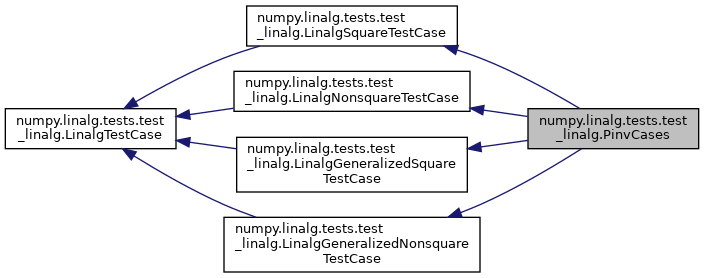 numpy.linalg.tests.test
_linalg.LinalgSquareTestCase
numpy.linalg.tests.test
_linalg.LinalgNonsquareTestCase
numpy.linalg.tests.test
_linalg.LinalgTestCase
numpy.linalg.tests.test
_linalg.PinvCases
numpy.linalg.tests.test
_linalg.LinalgGeneralizedSquare
TestCase
numpy.linalg.tests.test
_linalg.LinalgGeneralizedNonsquare
TestCase